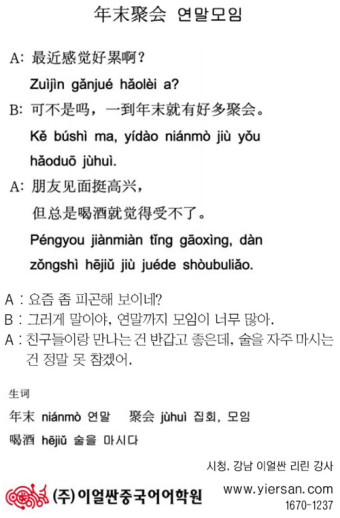 年末聚会 연말모임
A: 最近感觉好累啊?
Zuìjìn gǎnjué hǎolèi a?
B: 可不是吗，一到年末就有好多聚会。
Kě búshì ma, yídào niánmò jiù yǒu
hǎoduō jùhuì.
A: 朋友见面挺高兴，
但总是喝酒就觉得受不了。
Péngyou jiànmiàn tǐng gāoxìng, dàn
zǒngshì hējiǔ jiù juéde shòubuliǎo.
A : 요즘 좀 피곤해 보이네?
B : 그러게 말이야, 연말까지 모임이 너무 많아.
A : 친구들이랑 만나는 건 반갑고 좋은데, 술을 자주 마시는
건 정말 못 참겠어.
生词
年末 niánmò 연말 聚会 jùhuì 집회, 모임
喝酒 hējiǔ 술을 마시다
시청, 강남 이얼싼 리린 강사
(주)이얼싼중국어어학원 www.yiersan.com
1670-1237